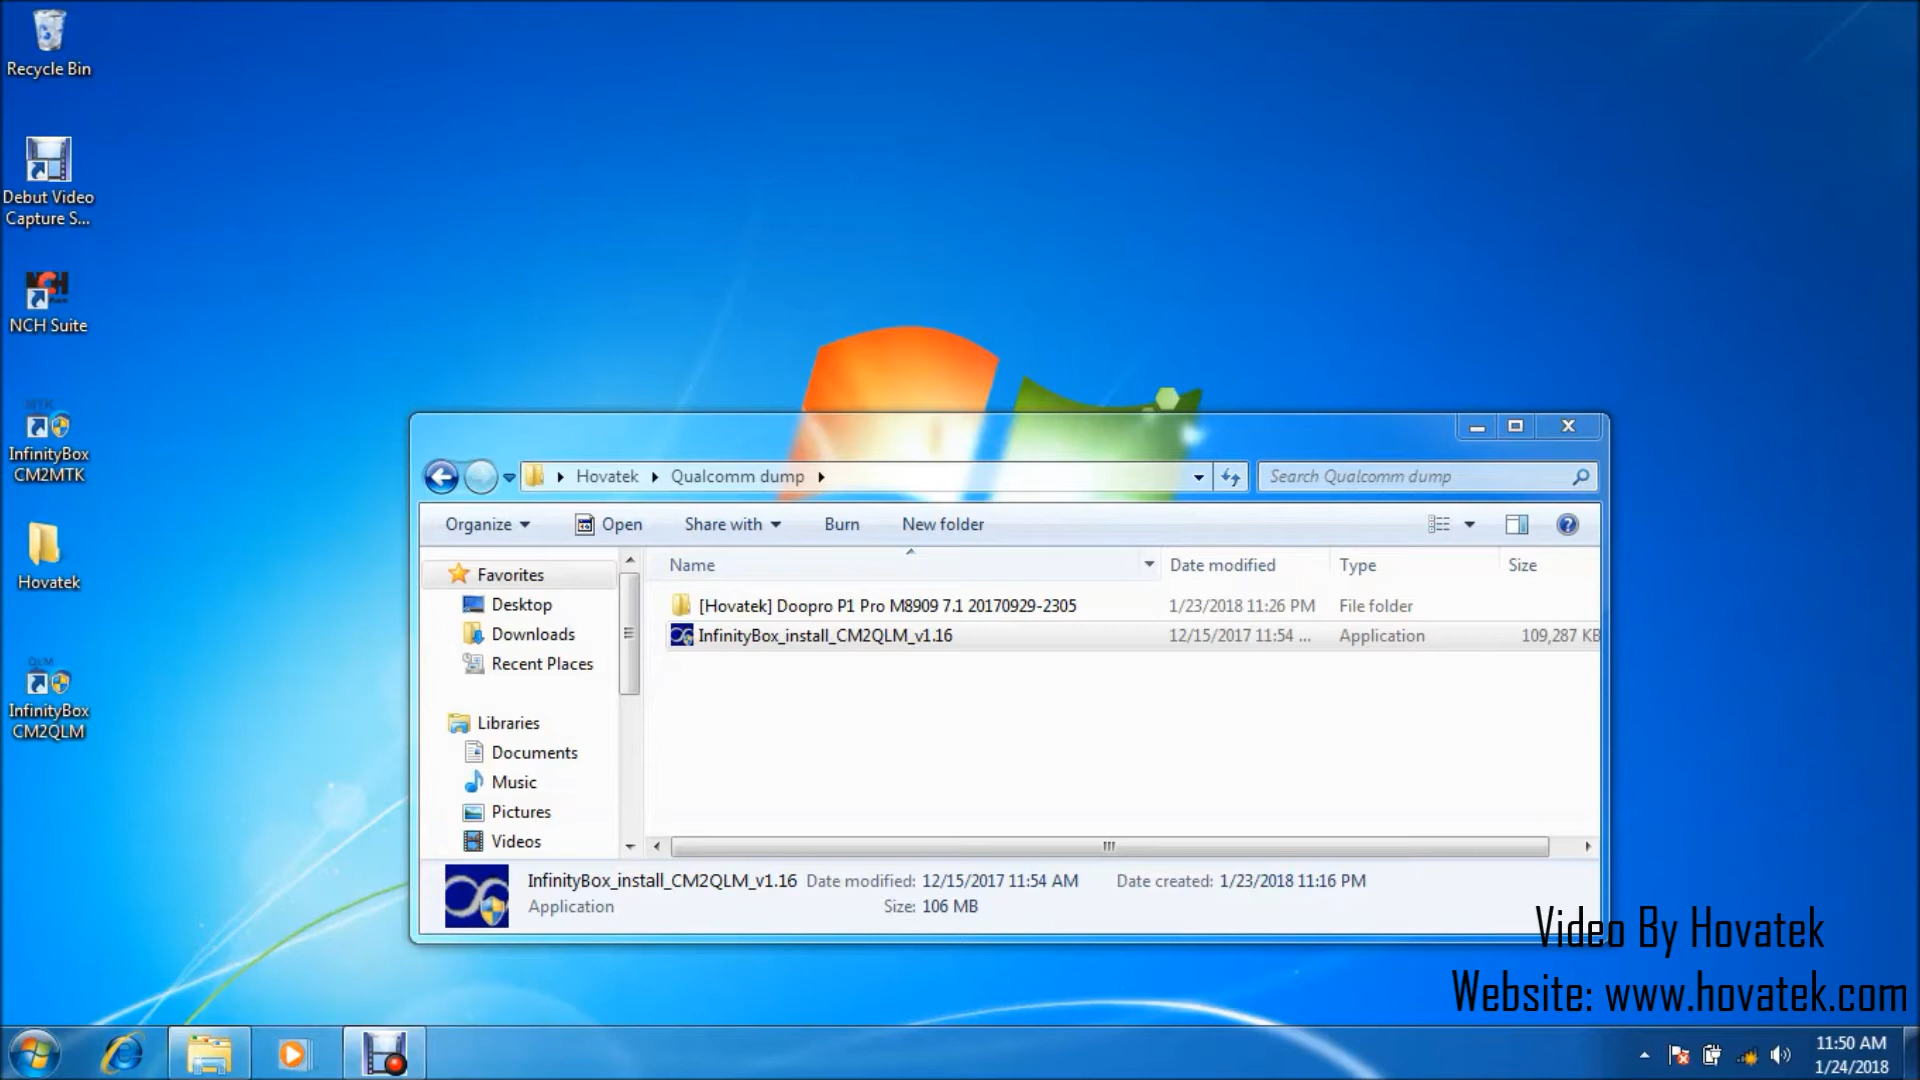 Recycle Bin
Debut Video
Capture S...
NCH Suite
InfinityBox
CM2MTK
Hovatek
QLM
InfinityBox
CM2QLM
Hovatek
Qualcomm dump
Search Qualcomm dump
Organize
Open
Share with
Burn
New folder
Name
Date modified
Type
Size
[Hovatek] Doopro P1 Pro M8909 7.1 20170929-2305
1/23/2018 11:26 PM
File folder
InfinityBox_install_CM2QLM_v1.16
12/15/2017 11:54 ...
Application
109,287 KB
Favorites
Desktop
Downloads
Recent Places
Libraries
Documents
Music
Pictures
Videos
InfinityBox_install_CM2QLM_v1.16 Date modified: 12/15/2017 11:54 AM Date created: 1/23/2018 11:16 PM
Application Size: 106 MB
Video By Hovatek
Website: www.hovatek.com
11:50 AM
1/24/2018